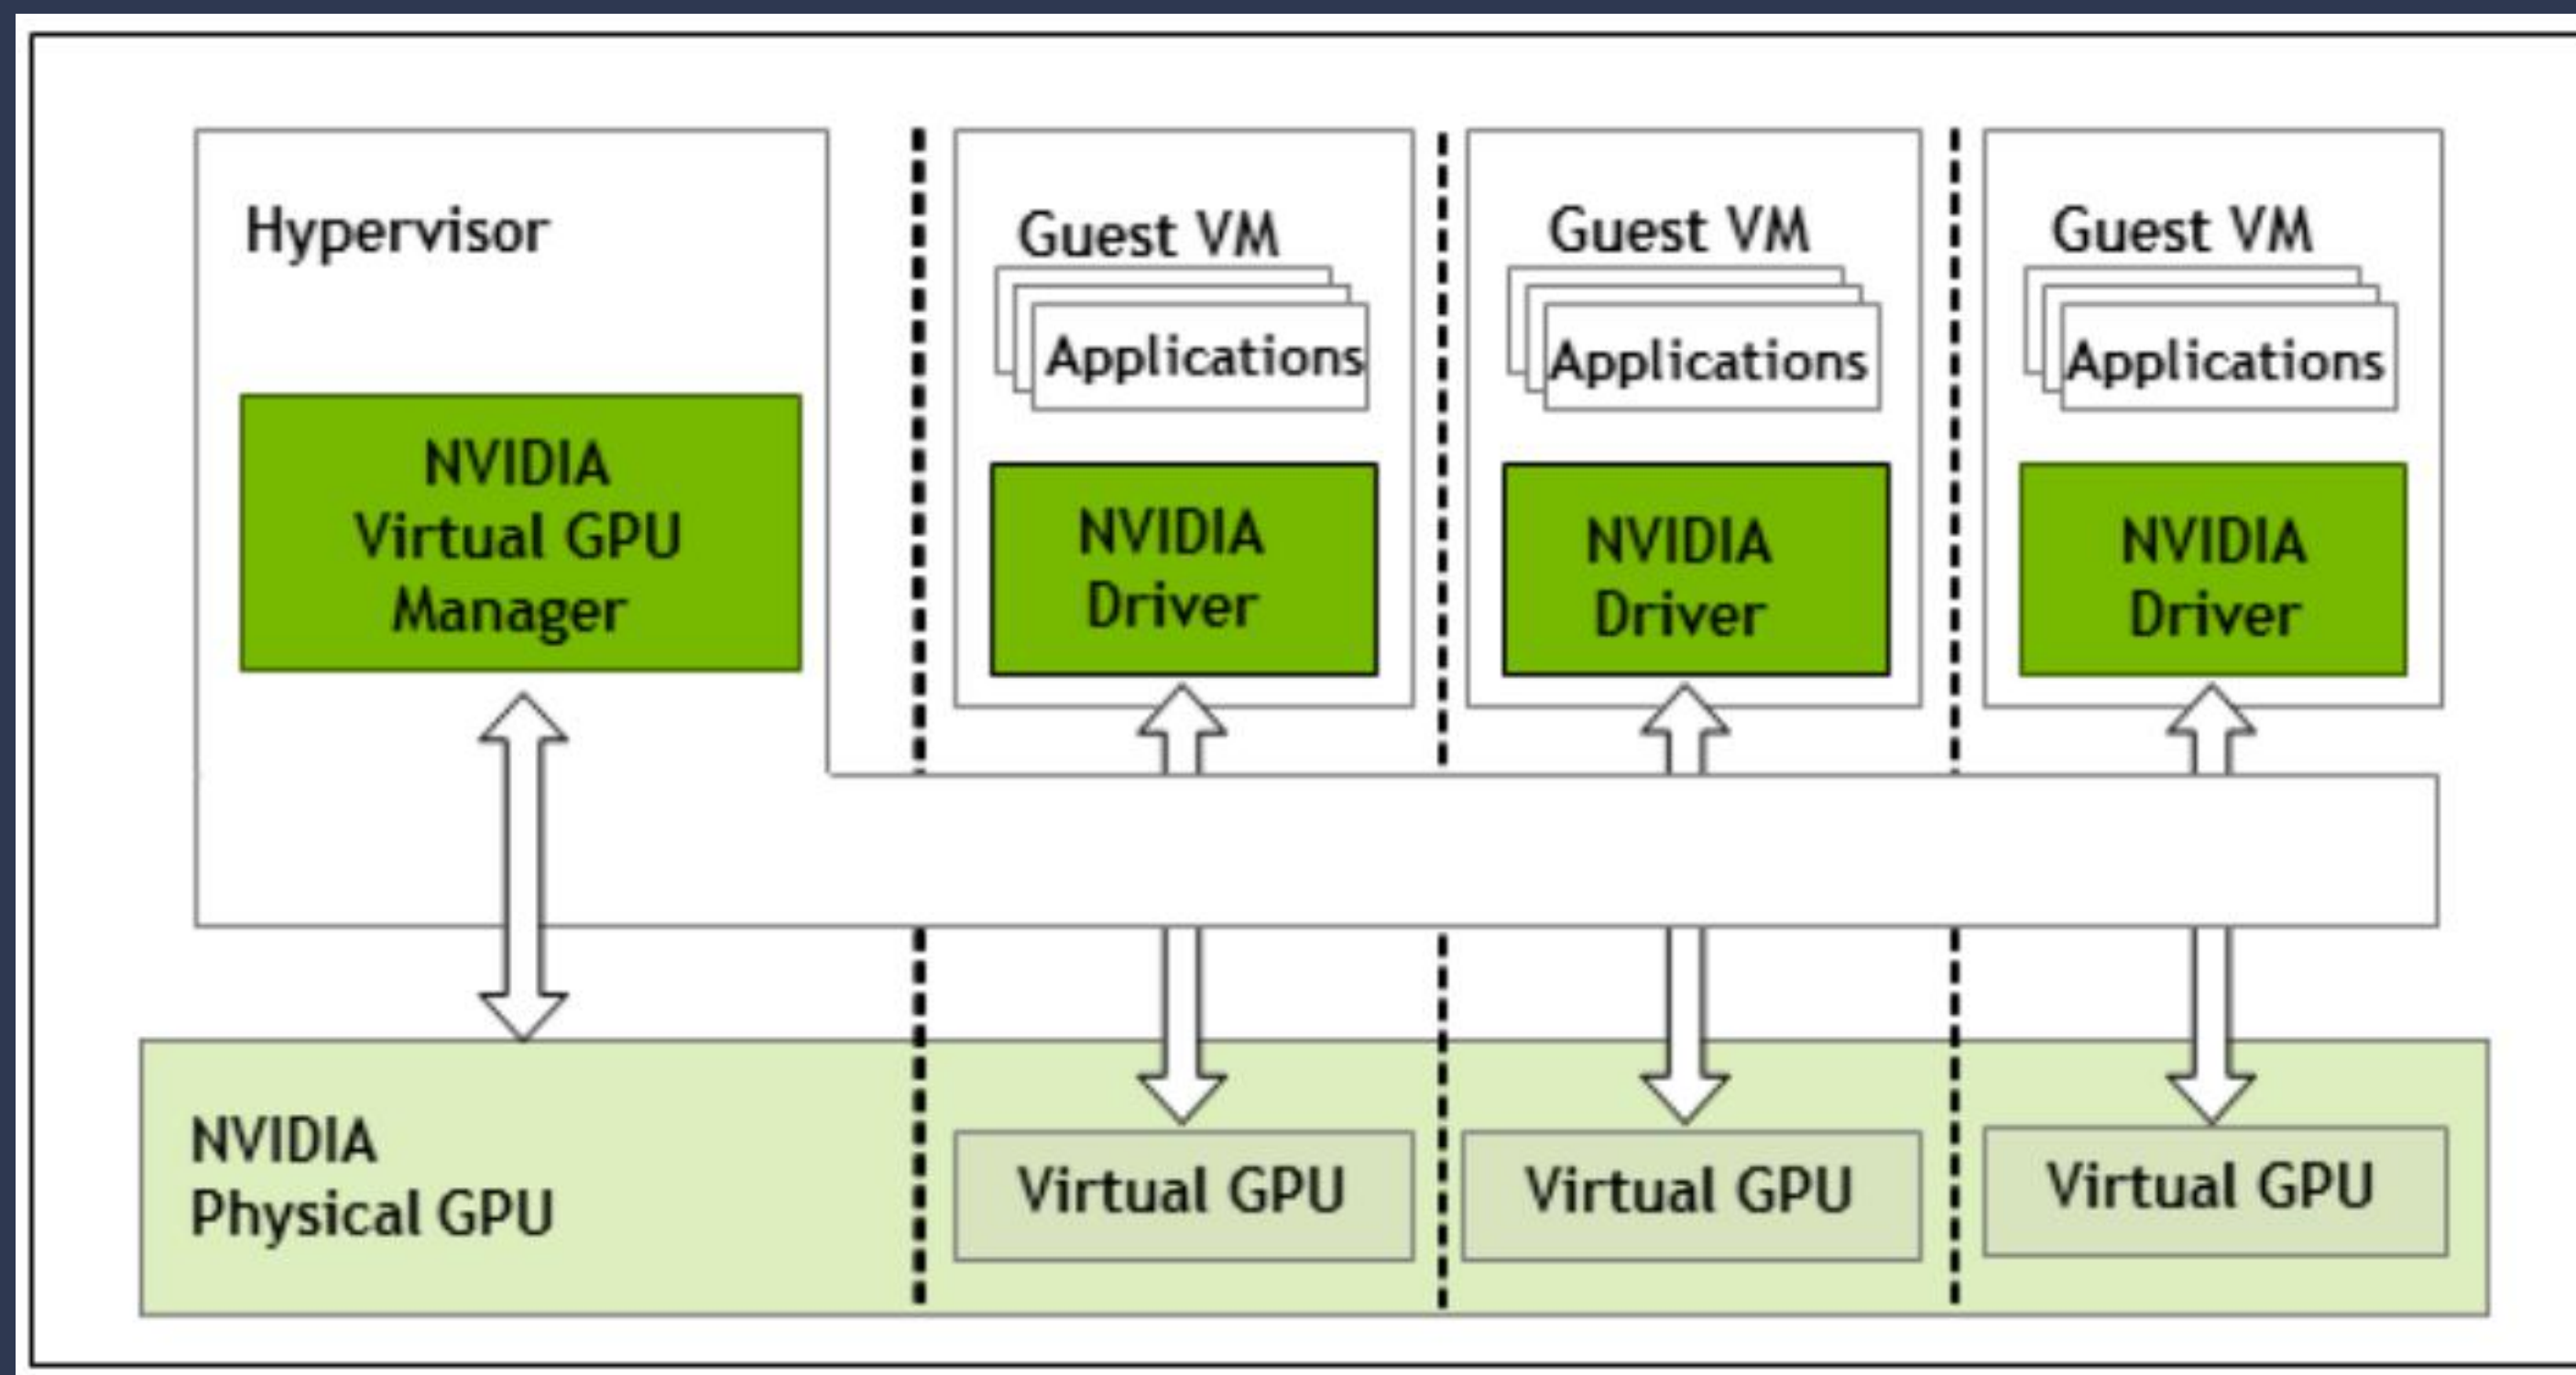 Hypervisor
NVIDIA
Virtual GPU
Manager
Guest VM
Applications
NVIDIA
Driver
Guest VM
Applications
NVIDIA
Driver
Guest VM
Applications
NVIDIA
Driver
NVIDIA
Physical GPU
Virtual GPU
Virtual GPU
Virtual GPU